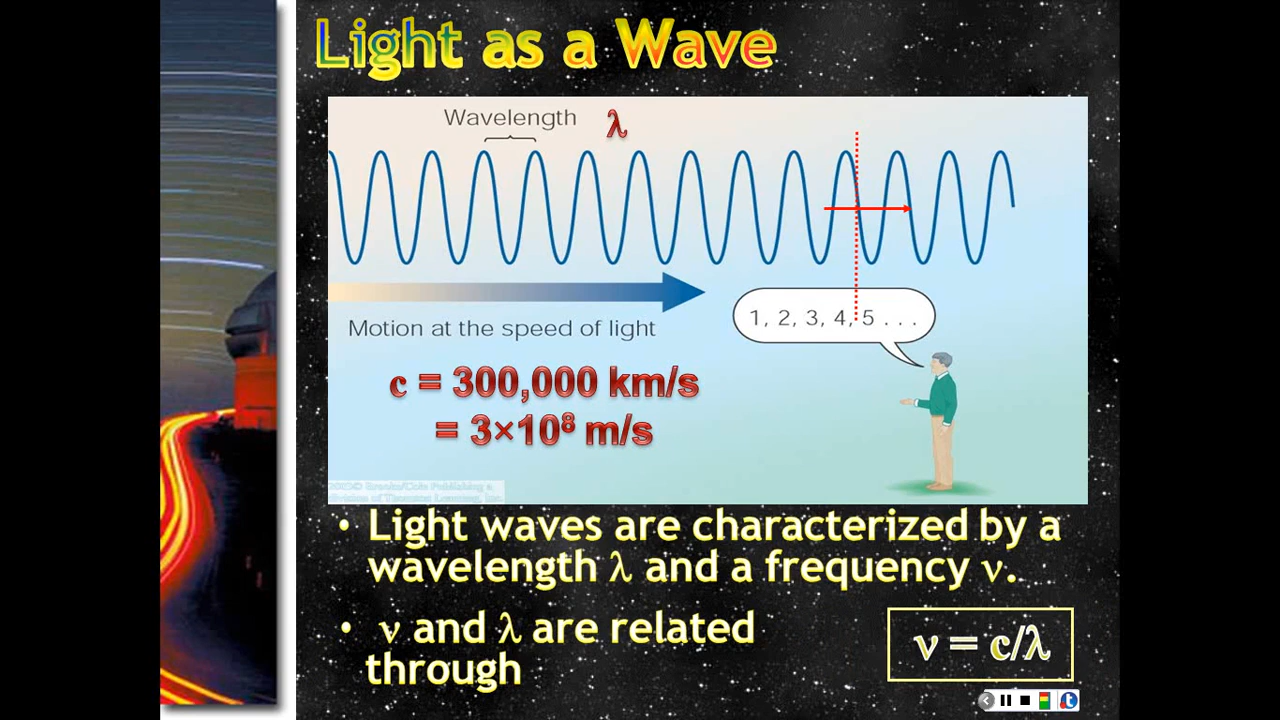 Light as a Wave
Wavelength λ
Motion at the speed of light
1, 2, 3, 4, 5 . . .
c = 300,000 km/s
= 3×10⁸ m/s
• Light waves are characterized by a
wavelength λ and a frequency ν.
• ν and λ are related
through
ν = c/λ